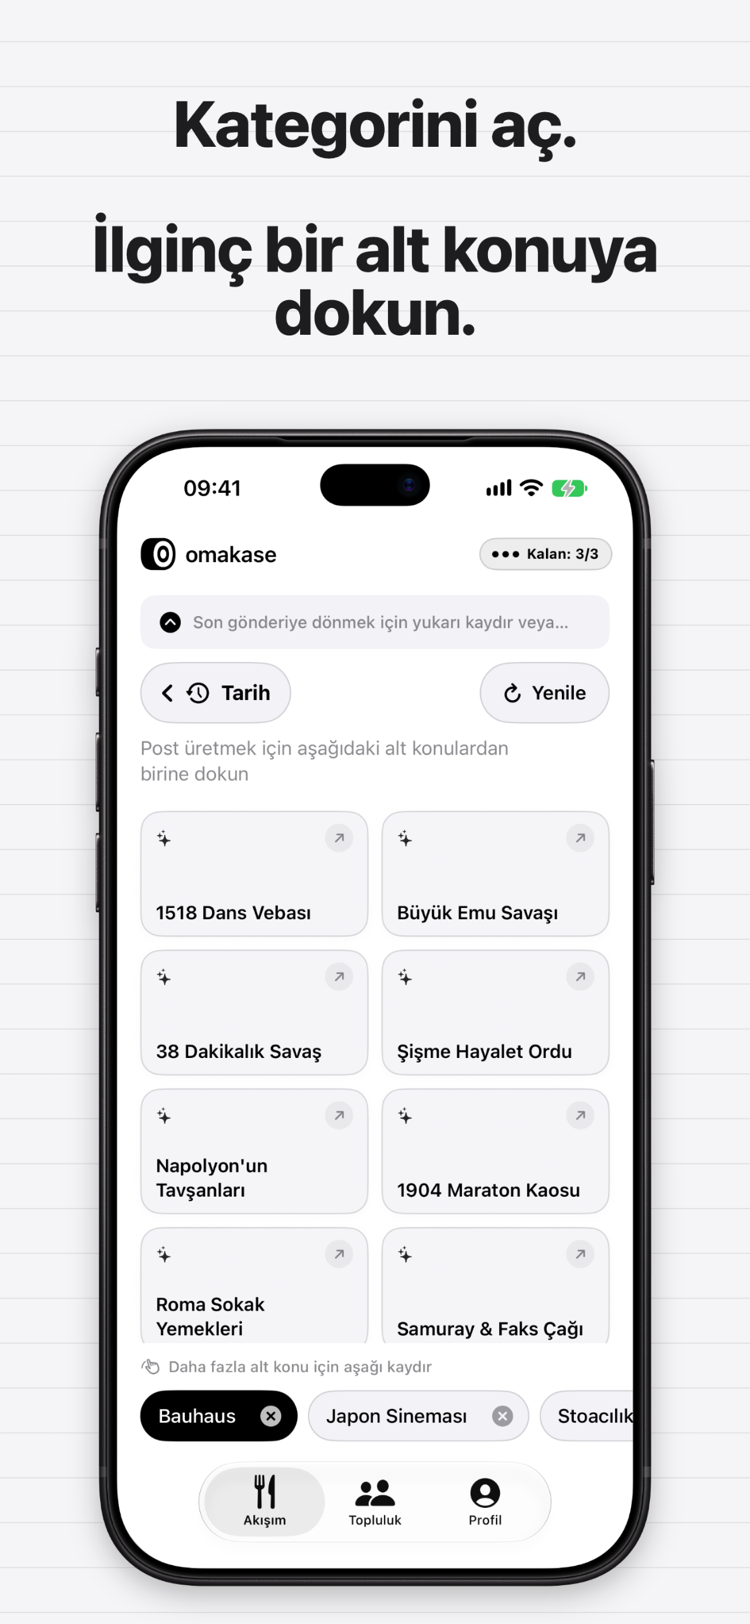 Kategorini aç.
İlginç bir alt konuya
dokun.
09:41
omakase
Kalan: 3/3
Son gönderiye dönmek için yukarı kaydır veya...
Tarih
Yenile
Post üretmek için aşağıdaki alt konulardan
birine dokun
1518 Dans Vebası
Büyük Emu Savaşı
38 Dakikalık Savaş
Şişme Hayalet Ordu
Napolyon'un
Tavşanları
1904 Maraton Kaosu
Roma Sokak
Yemekleri
Samuray & Faks Çağı
Daha fazla alt konu için aşağı kaydır
Bauhaus
Japon Sineması
Stoacılık
Akışım
Topluluk
Profil